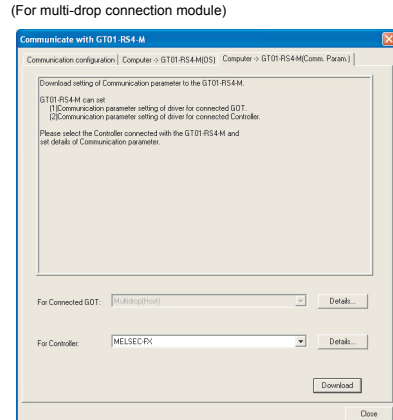 (For multi-drop connection module)
Communicate with GT01-RS4-M
Communication configuration | Computer -> GT01-RS4-M(OS) | Computer -> GT01-RS4-M(Comm. Param.)
Download setting of Communication parameter to the GT01-RS4-M.
GT01-RS4-M can set
(1)Communication parameter setting of driver for connected GOT.
(2)Communication parameter setting of driver for connected Controller.
Please select the Controller connected with the GT01-RS4-M and
set details of Communication parameter.
For Connected GOT: Multidrop(Host) Details...
For Controller: MELSEC-FX Details...
Download
Close